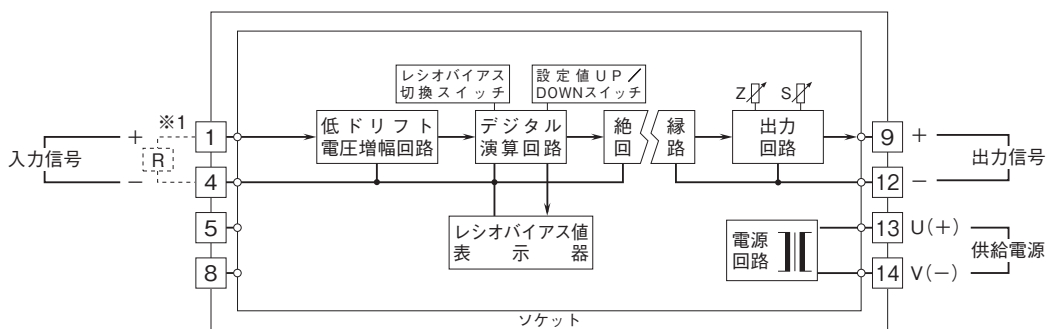 レシオバイアス
切換スイッチ
設定値UP/
DOWNスイッチ
Z
S
※1
+
1
低ドリフト
電圧増幅回路
デジタル
演算回路
絶縁
回路
出力
回路
9
+
入力信号
R
出力信号
−
4
12
−
5
レシオバイアス値
表示器
電源
回路
13
U(+)
供給電源
8
14
V(−)
ソケット